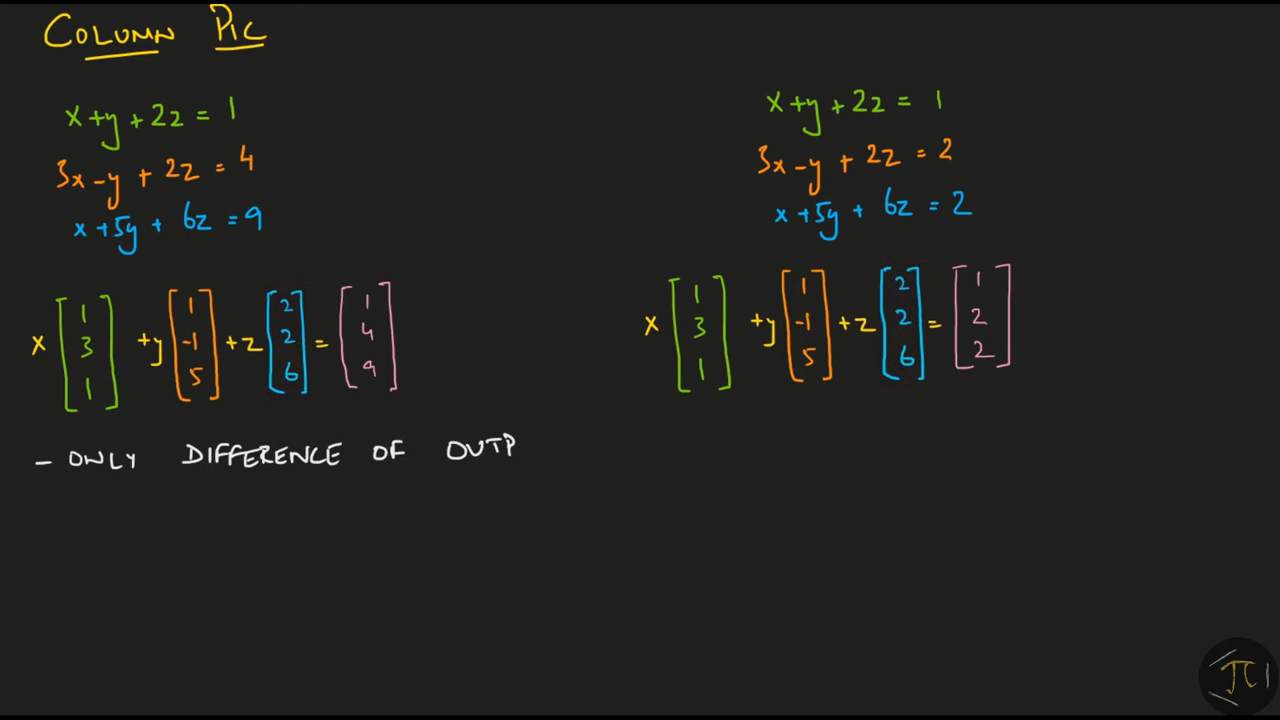 COLUMN PIC
x+y+2z = 1
3x-y+2z = 4
x+5y+6z = 9
x [1 3 1] +y [1 -1 5] +z [2 2 6] = [1 4 9]
x+y+2z = 1
3x-y+2z = 2
x+5y+6z = 2
x [1 3 1] +y [1 -1 5] +z [2 2 6] = [1 2 2]
- ONLY DIFFERENCE OF OUTP